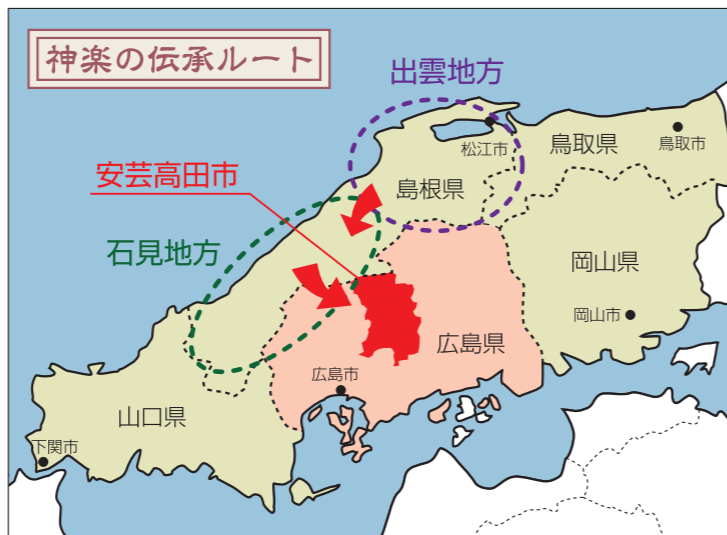 神楽の伝承ルート
出雲地方
松江市
鳥取県
鳥取市
安芸高田市
島根県
石見地方
岡山県
岡山市
広島県
広島市
山口県
下関市